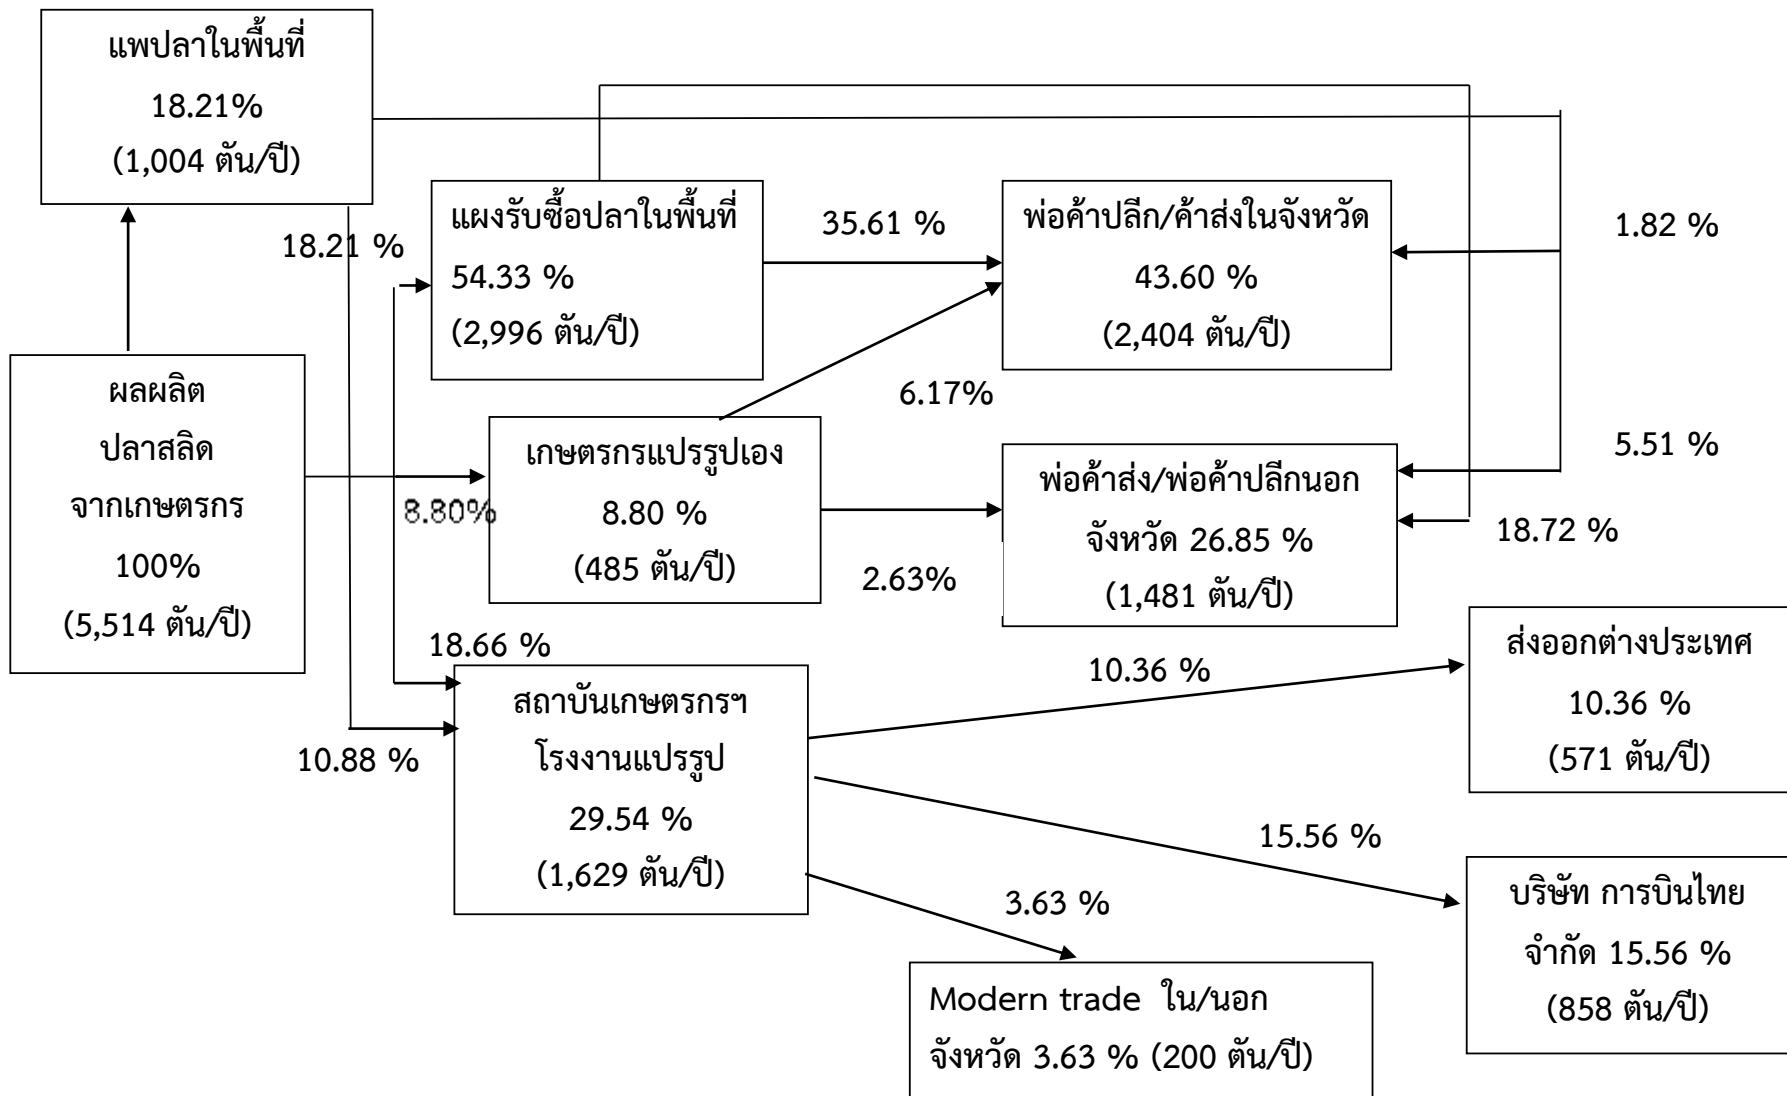 แพปลาในพื้นที่
18.21%
(1,004 ตัน/ปี)
18.21 %
แผงรับซื้อปลาในพื้นที่
54.33 %
(2,996 ตัน/ปี)
35.61 %
พ่อค้าปลีก/ค้าส่งในจังหวัด
43.60 %
(2,404 ตัน/ปี)
1.82 %
ผลผลิต
ปลาสลิด
จากเกษตรกร
100%
(5,514 ตัน/ปี)
8.80%
เกษตรกรแปรรูปเอง
8.80 %
(485 ตัน/ปี)
6.17%
2.63%
พ่อค้าส่ง/พ่อค้าปลีกนอก
จังหวัด 26.85 %
(1,481 ตัน/ปี)
5.51 %
18.72 %
18.66 %
10.88 %
สถาบันเกษตรกรฯ
โรงงานแปรรูป
29.54 %
(1,629 ตัน/ปี)
10.36 %
ส่งออกต่างประเทศ
10.36 %
(571 ตัน/ปี)
15.56 %
บริษัท การบินไทย
จำกัด 15.56 %
(858 ตัน/ปี)
3.63 %
Modern trade ใน/นอก
จังหวัด 3.63 % (200 ตัน/ปี)